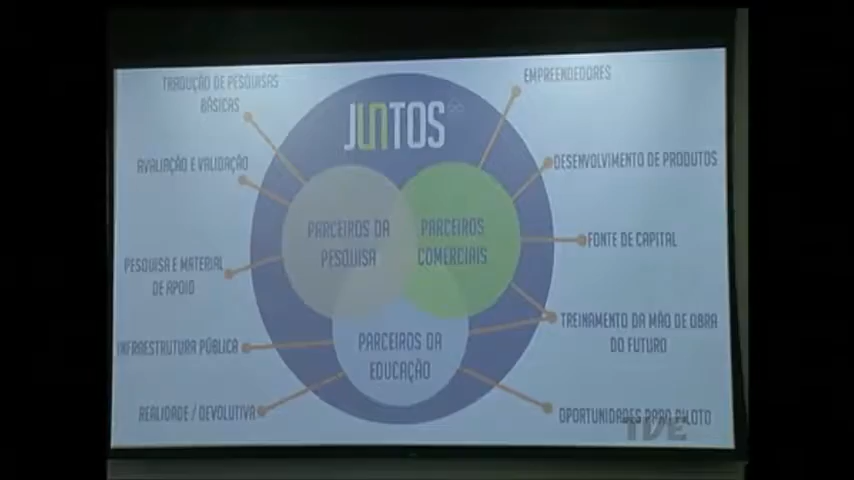 JUNTOS
TRADUÇÃO DE PESQUISAS
BÁSICAS
AVALIAÇÃO E VALIDAÇÃO
PESQUISA E MATERIAL
DE APOIO
INFRAESTRUTURA PÚBLICA
REALIDADE / DEVOLUTIVA
PARCEIROS DA
PESQUISA
PARCEIROS
COMERCIAIS
PARCEIROS DA
EDUCAÇÃO
EMPREENDEDORES
DESENVOLVIMENTO DE PRODUTOS
FONTE DE CAPITAL
TREINAMENTO DA MÃO DE OBRA
DO FUTURO
OPORTUNIDADES PARA PILOTO
TVE